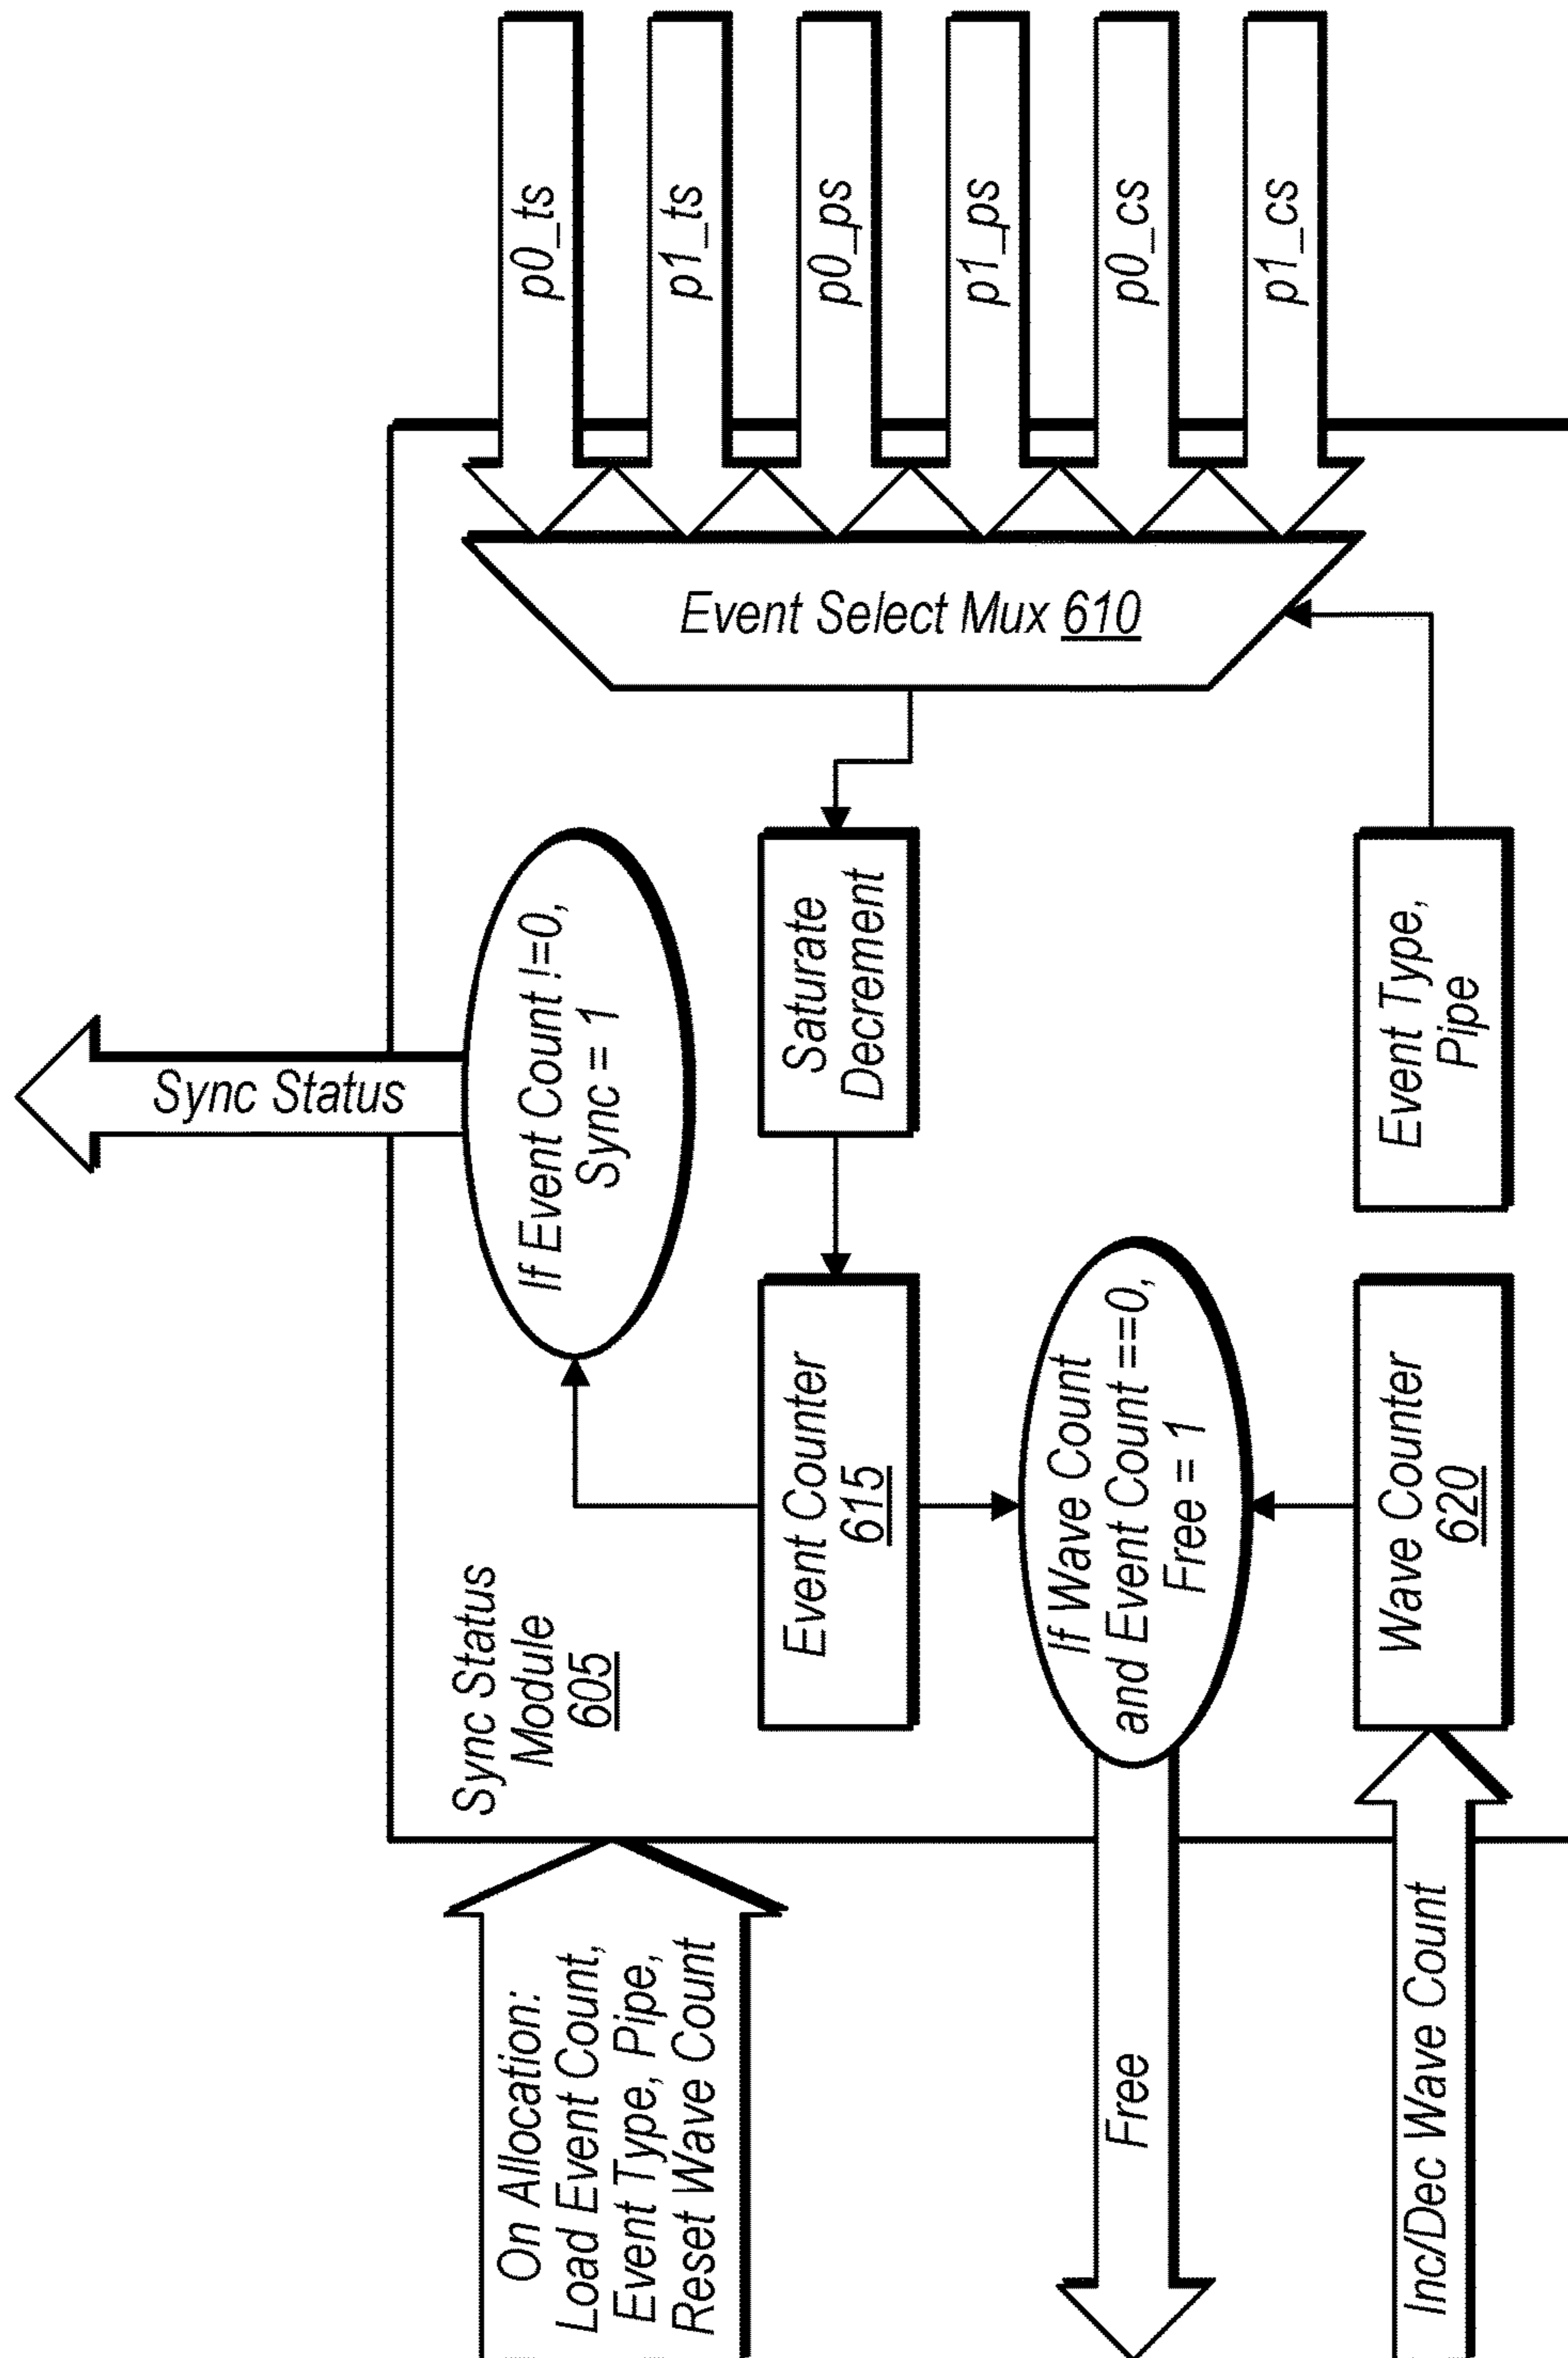 Sync Status
On Allocation:
Load Event Count,
Event Type, Pipe,
Reset Wave Count
Sync Status
Module
605
If Event Count !=0,
Sync = 1
p0_ts
p1_ts
p0_ps
p1_ps
p0_cs
p1_cs
Event Counter
615
Saturate
Decrement
Event Select Mux 610
Free
If Wave Count
and Event Count ==0,
Free = 1
Inc/Dec Wave Count
Wave Counter
620
Event Type,
Pipe